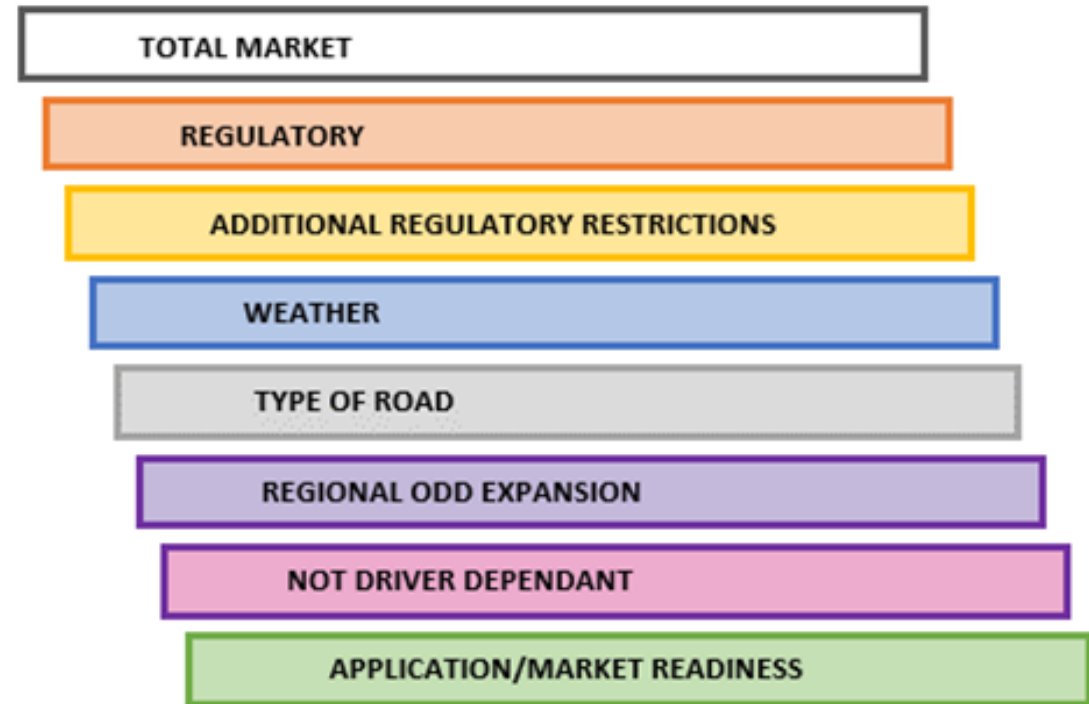 TOTAL MARKET
REGULATORY
ADDITIONAL REGULATORY RESTRICTIONS
WEATHER
TYPE OF ROAD
REGIONAL ODD EXPANSION
NOT DRIVER DEPENDANT
APPLICATION/MARKET READINESS